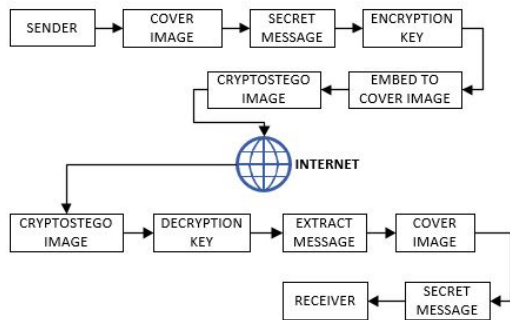 SENDER
COVER
IMAGE
SECRET
MESSAGE
ENCRYPTION
KEY
CRYPTOSTEGO
IMAGE
EMBED TO
COVER IMAGE
INTERNET
CRYPTOSTEGO
IMAGE
DECRYPTION
KEY
EXTRACT
MESSAGE
COVER
IMAGE
RECEIVER
SECRET
MESSAGE